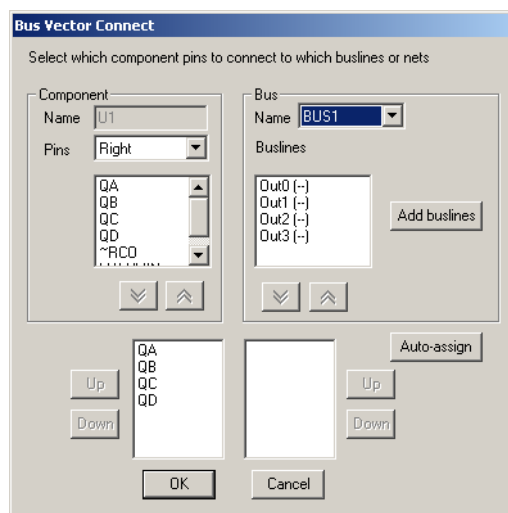 Bus Vector Connect
Select which component pins to connect to which buslines or nets
Component
Name U1
Pins Right
QA
QB
QC
QD
~RCO
Bus
Name BUS1
Buslines
Out0 (--)
Out1 (--)
Out2 (--)
Out3 (--)
Add buslines
Auto-assign
Up
Down
QA
QB
QC
QD
Up
Down
OK
Cancel